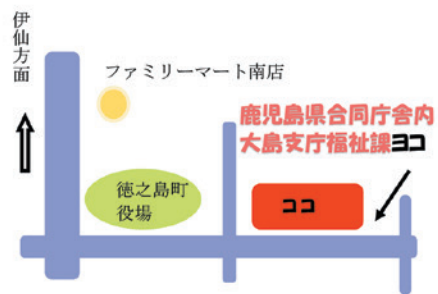 伊仙方面
ファミリーマート南店
鹿児島県合同庁舎内
大島支庁福祉課ヨコ
徳之島町
役場
ココ